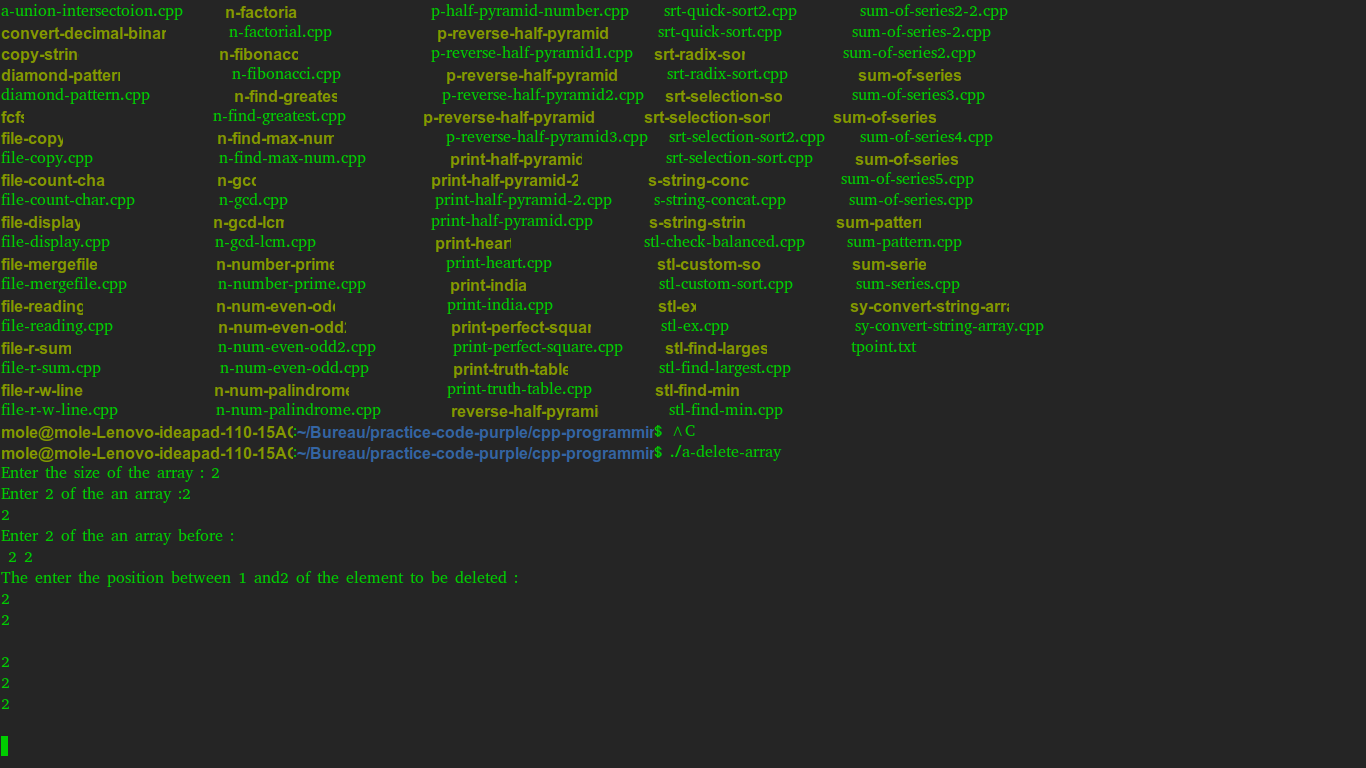 a-union-intersectoion.cpp n-factoria p-half-pyramid-number.cpp srt-quick-sort2.cpp sum-of-series2-2.cpp
convert-decimal-binar n-factorial.cpp p-reverse-half-pyramid srt-quick-sort.cpp sum-of-series-2.cpp
copy-strin n-fibonacc p-reverse-half-pyramid1.cpp srt-radix-sor sum-of-series2.cpp
diamond-pattern n-fibonacci.cpp p-reverse-half-pyramid srt-radix-sort.cpp sum-of-series
diamond-pattern.cpp n-find-greates p-reverse-half-pyramid2.cpp srt-selection-so sum-of-series3.cpp
fcfs n-find-greatest.cpp p-reverse-half-pyramid srt-selection-sort sum-of-series
file-copy n-find-max-num p-reverse-half-pyramid3.cpp srt-selection-sort2.cpp sum-of-series4.cpp
file-copy.cpp n-find-max-num.cpp print-half-pyramid srt-selection-sort.cpp sum-of-series
file-count-cha n-gcd print-half-pyramid-2 s-string-conc sum-of-series5.cpp
file-count-char.cpp n-gcd.cpp print-half-pyramid-2.cpp s-string-concat.cpp sum-of-series.cpp
file-display n-gcd-lcm print-half-pyramid.cpp s-string-strin sum-pattern
file-display.cpp n-gcd-lcm.cpp print-heart stl-check-balanced.cpp sum-pattern.cpp
file-mergefile n-number-prime print-heart.cpp stl-custom-so sum-serie
file-mergefile.cpp n-number-prime.cpp print-india stl-custom-sort.cpp sum-series.cpp
file-reading n-num-even-odd print-india.cpp stl-ex sy-convert-string-arra
file-reading.cpp n-num-even-odd2 print-perfect-squar stl-ex.cpp sy-convert-string-array.cpp
file-r-sum n-num-even-odd2.cpp print-perfect-square.cpp stl-find-larges tpoint.txt
file-r-sum.cpp n-num-even-odd.cpp print-truth-table stl-find-largest.cpp
file-r-w-line n-num-palindrome print-truth-table.cpp stl-find-min
file-r-w-line.cpp n-num-palindrome.cpp reverse-half-pyrami stl-find-min.cpp
mole@mole-Lenovo-ideapad-110-15AC:~/Bureau/practice-code-purple/cpp-programmin$ ^C
mole@mole-Lenovo-ideapad-110-15AC:~/Bureau/practice-code-purple/cpp-programmin$ ./a-delete-array
Enter the size of the array : 2
Enter 2 of the an array :2
2
Enter 2 of the an array before :
2 2
The enter the position between 1 and2 of the element to be deleted :
2
2
2
2
2